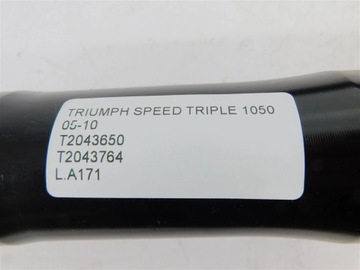 TRIUMPH SPEED TRIPLE 1050
05-10
T2043650
T2043764
L.A171